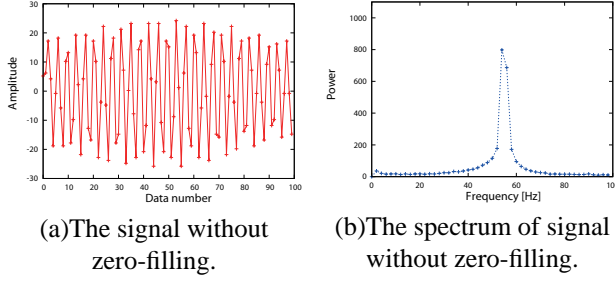 30
20
10
0
-10
-20
-30
Amplitude
0 10 20 30 40 50 60 70 80 90 100
Data number
(a)The signal without
zero-filling.
1000
800
600
400
200
0
Power
0 20 40 60 80 100
Frequency [Hz]
(b)The spectrum of signal
without zero-filling.